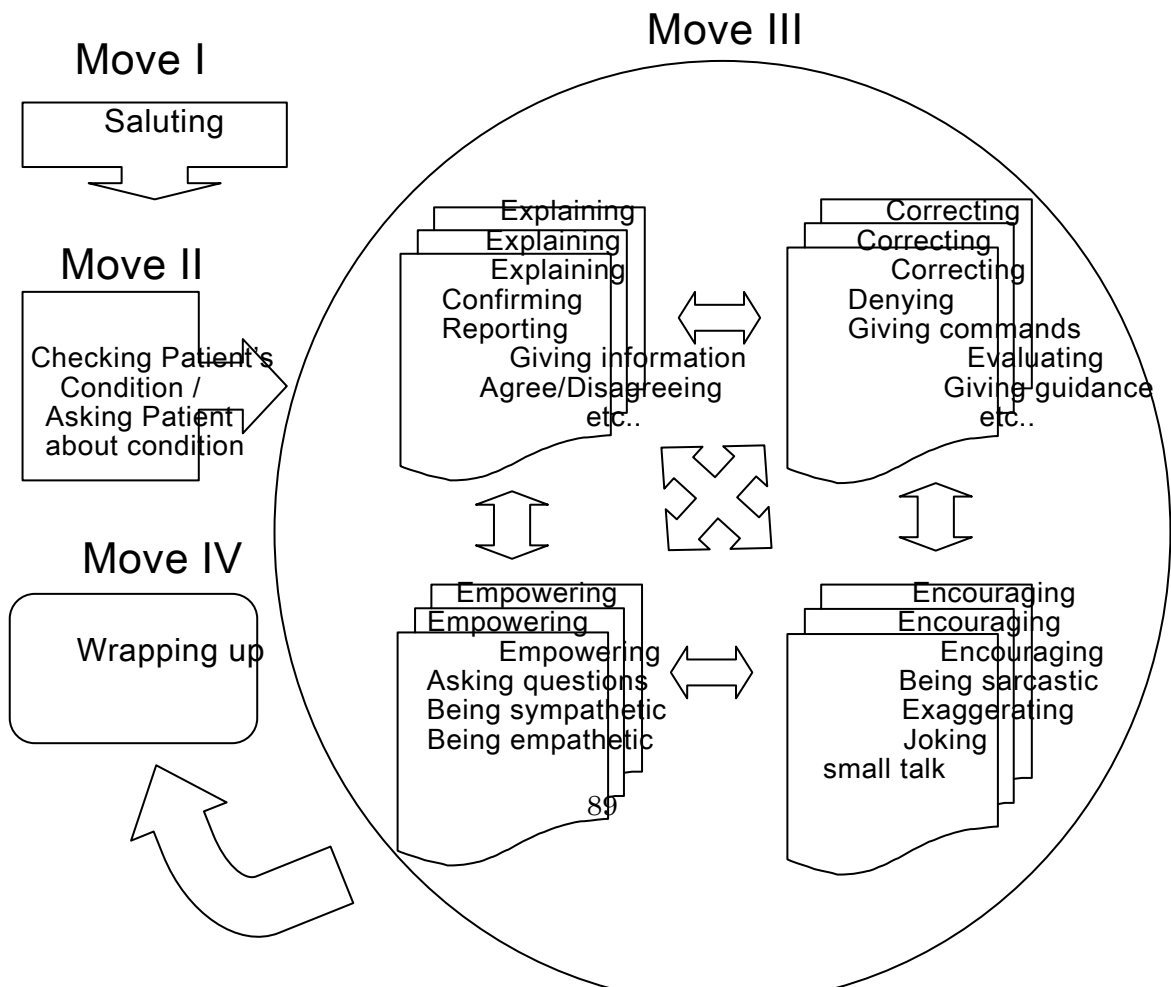 Move I
Saluting
Move II
Checking Patient's
Condition /
Asking Patient
about condition
Move III
Explaining
Explaining
Explaining
Confirming
Reporting
Giving information
Agree/Disagreeing
etc..
Correcting
Correcting
Correcting
Denying
Giving commands
Evaluating
Giving guidance
etc..
Empowering
Empowering
Empowering
Asking questions
Being sympathetic
Being empathetic
Encouraging
Encouraging
Encouraging
Being sarcastic
Exaggerating
Joking
small talk
Move IV
Wrapping up
89